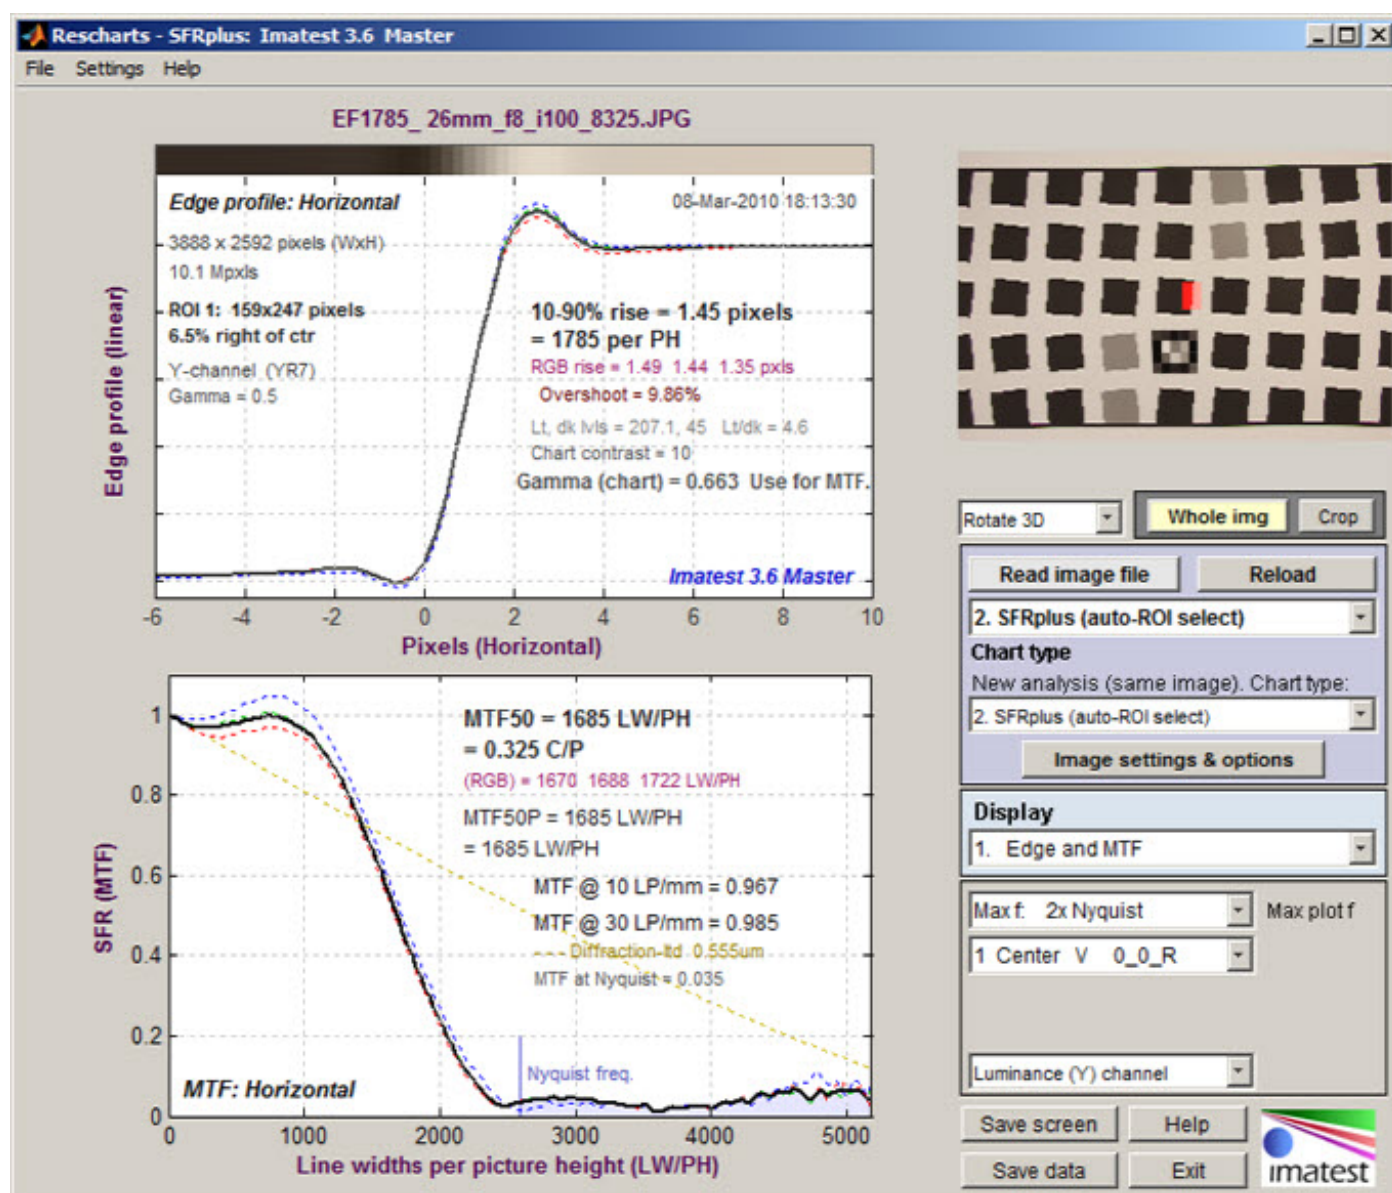 Rescharts - SFRplus: Imatest 3.6 Master
File Settings Help
EF1785_ 26mm_f8_i100_8325.JPG
Edge profile: Horizontal
08-Mar-2010 18:13:30
3888 x 2592 pixels (WxH)
10.1 Mpxls
ROI 1: 159x247 pixels
6.5% right of ctr
Y-channel (YR7)
Gamma = 0.5
10-90% rise = 1.45 pixels
= 1785 per PH
RGB rise = 1.49 1.44 1.35 pxls
Overshoot = 9.86%
Lt, dk lvls = 207.1, 45 Lt/dk = 4.6
Chart contrast = 10
Gamma (chart) = 0.663 Use for MTF.
Imatest 3.6 Master
Edge profile (linear)
-6 -4 -2 0 2 4 6 8 10
Pixels (Horizontal)
MTF50 = 1685 LW/PH
= 0.325 C/P
(RGB) = 1670 1688 1722 LW/PH
MTF50P = 1685 LW/PH
= 1685 LW/PH
MTF @ 10 LP/mm = 0.967
MTF @ 30 LP/mm = 0.985
---- Diffraction-ltd 0.555um
MTF at Nyquist = 0.035
Nyquist freq.
MTF: Horizontal
SFR (MTF)
1
0.8
0.6
0.4
0.2
0
0 1000 2000 3000 4000 5000
Line widths per picture height (LW/PH)
Rotate 3D
Whole img
Crop
Read image file
Reload
2. SFRplus (auto-ROI select)
Chart type
New analysis (same image). Chart type:
2. SFRplus (auto-ROI select)
Image settings & options
Display
1. Edge and MTF
Max f: 2x Nyquist
Max plot f
1 Center V 0_0_R
Luminance (Y) channel
Save screen
Help
Save data
Exit
imatest